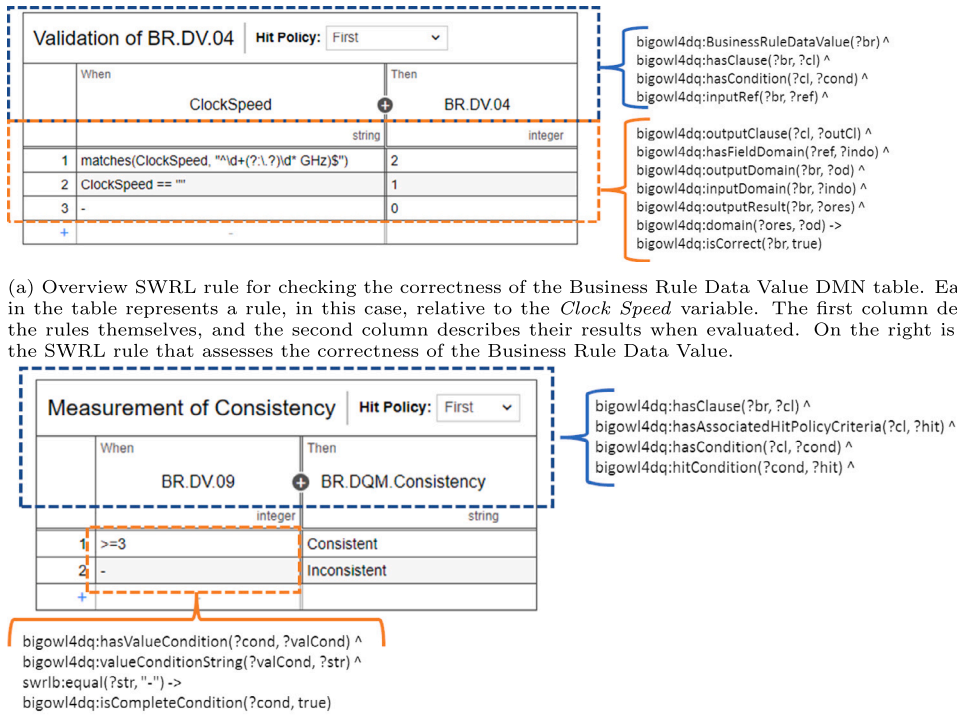 Validation of BR.DV.04 Hit Policy: First
When Then
ClockSpeed BR.DV.04
string integer
1 matches(ClockSpeed, "^\d+(?:\.?)\d* GHz)$") 2
2 ClockSpeed == "" 1
3 - 0
+ -
bigowl4dq:BusinessRuleDataValue(?br) ^
bigowl4dq:hasClause(?br, ?cl) ^
bigowl4dq:hasCondition(?cl, ?cond) ^
bigowl4dq:inputRef(?br, ?ref) ^
bigowl4dq:outputClause(?cl, ?outCl) ^
bigowl4dq:hasFieldDomain(?ref, ?indo) ^
bigowl4dq:outputDomain(?br, ?od) ^
bigowl4dq:inputDomain(?br, ?indo) ^
bigowl4dq:outputResult(?br, ?ores) ^
bigowl4dq:domain(?ores, ?od) ->
bigowl4dq:isCorrect(?br, true)
(a) Overview SWRL rule for checking the correctness of the Business Rule Data Value DMN table. Ea
in the table represents a rule, in this case, relative to the Clock Speed variable. The first column de
the rules themselves, and the second column describes their results when evaluated. On the right is
the SWRL rule that assesses the correctness of the Business Rule Data Value.
Measurement of Consistency Hit Policy: First
When Then
BR.DV.09 BR.DQM.Consistency
integer string
1 >=3 Consistent
2 - Inconsistent
+
bigowl4dq:hasClause(?br, ?cl) ^
bigowl4dq:hasAssociatedHitPolicyCriteria(?cl, ?hit) ^
bigowl4dq:hasCondition(?cl, ?cond) ^
bigowl4dq:hitCondition(?cond, ?hit) ^
bigowl4dq:hasValueCondition(?cond, ?valCond) ^
bigowl4dq:valueConditionString(?valCond, ?str) ^
swrlb:equal(?str, "-") ->
bigowl4dq:isCompleteCondition(?cond, true)